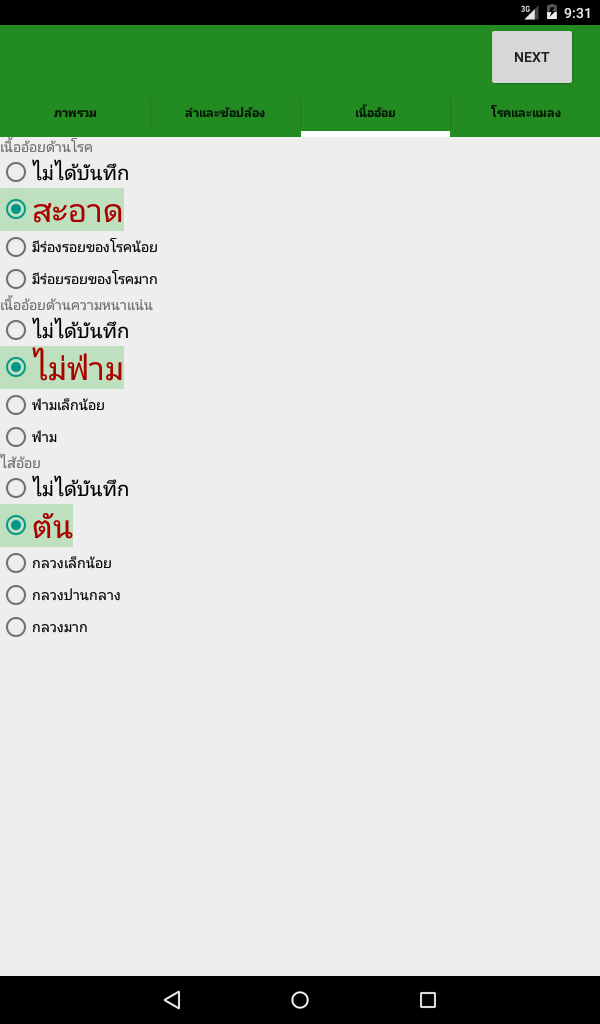 3G 9:31
NEXT
ภาพรวม ลำและข้อปล้อง เนื้ออ้อย โรคและแมลง
เนื้ออ้อยด้านโรค
ไม่ได้บันทึก
สะอาด
มีร่องรอยของโรคน้อย
มีร่อยรอยของโรคมาก
เนื้ออ้อยด้านความหนาแน่น
ไม่ได้บันทึก
ไม่ฟ่าม
ฟ่ามเล็กน้อย
ฟ่าม
ไส้อ้อย
ไม่ได้บันทึก
ตัน
กลวงเล็กน้อย
กลวงปานกลาง
กลวงมาก